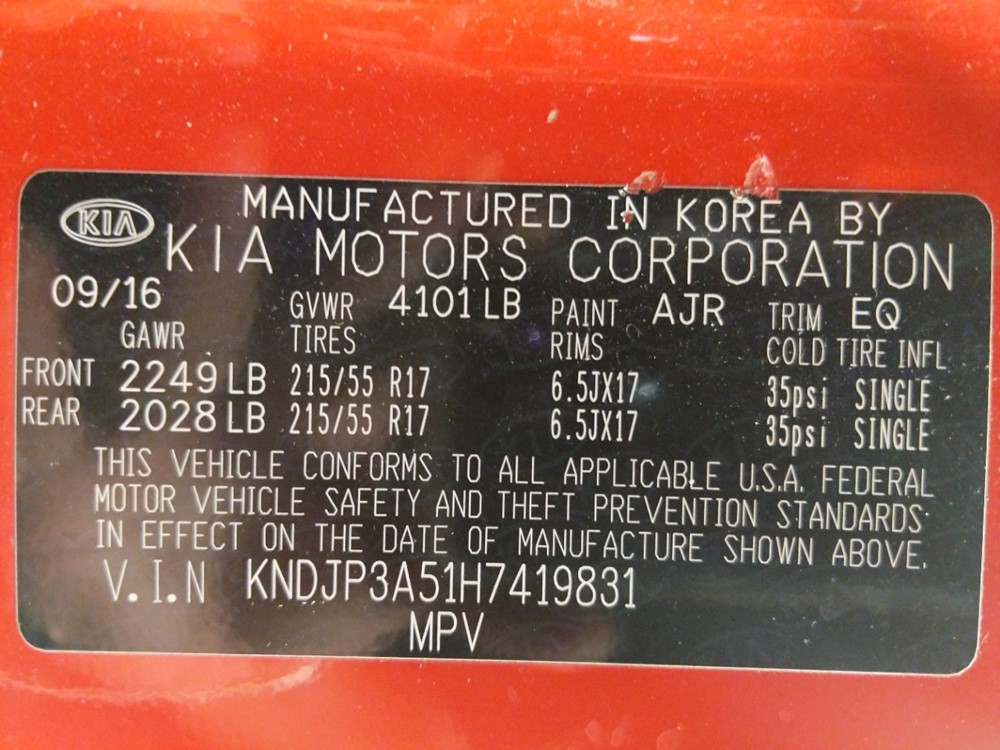 KIA MANUFACTURED IN KOREA BY
KIA MOTORS CORPORATION
09/16 GVWR 4101 LB PAINT AJR TRIM EQ
GAWR TIRES RIMS COLD TIRE INFL
FRONT 2249 LB 215/55 R17 6.5JX17 35psi SINGLE
REAR 2028 LB 215/55 R17 6.5JX17 35psi SINGLE
THIS VEHICLE CONFORMS TO ALL APPLICABLE U.S.A. FEDERAL
MOTOR VEHICLE SAFETY AND THEFT PREVENTION STANDARDS
IN EFFECT ON THE DATE OF MANUFACTURE SHOWN ABOVE.
V.I.N KNDJP3A51H7419831
MPV